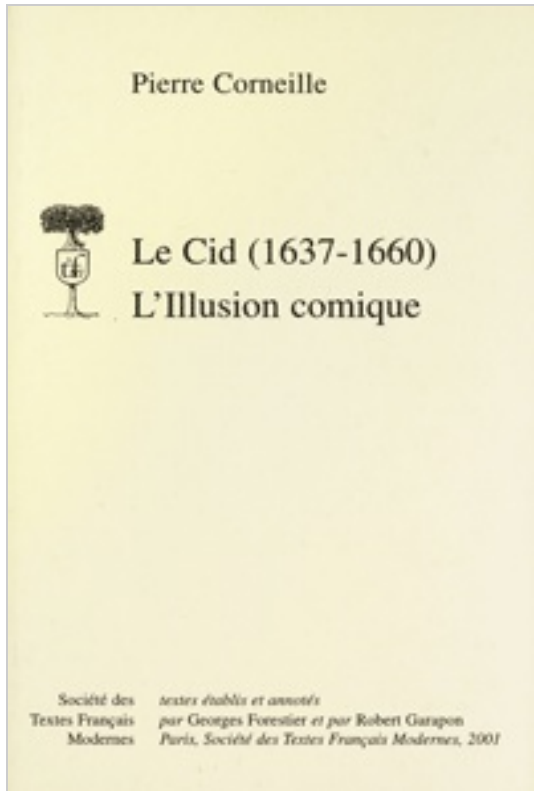 Pierre Corneille
Le Cid (1637-1660)
L'Illusion comique
Société des
Textes Français
Modernes
textes établis et annotés
par Georges Forestier et par Robert Garapon
Paris, Société des Textes Français Modernes, 2001